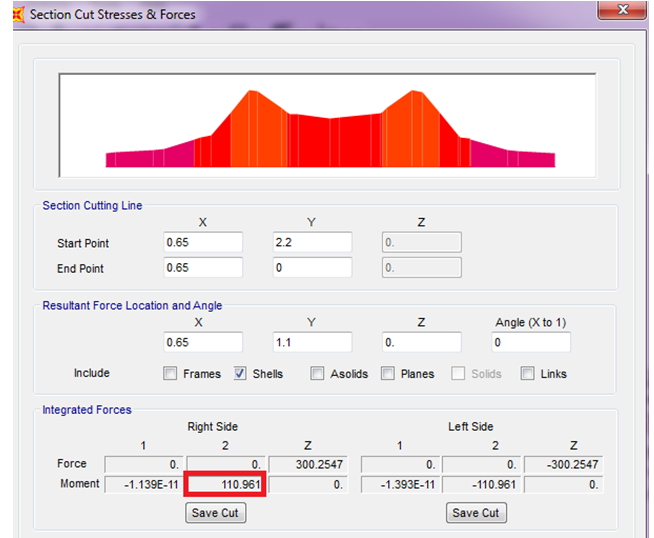 Section Cut Stresses & Forces
Section Cutting Line
X Y Z
Start Point 0.65 2.2 0.
End Point 0.65 0 0.
Resultant Force Location and Angle
X Y Z Angle (X to 1)
0.65 1.1 0. 0
Include Frames Shells Asolids Planes Solids Links
Integrated Forces
Right Side Left Side
1 2 Z 1 2 Z
Force 0. 0. 300.2547 0. 0. -300.2547
Moment -1.139E-11 110.961 0. -1.393E-11 -110.961 0.
Save Cut Save Cut